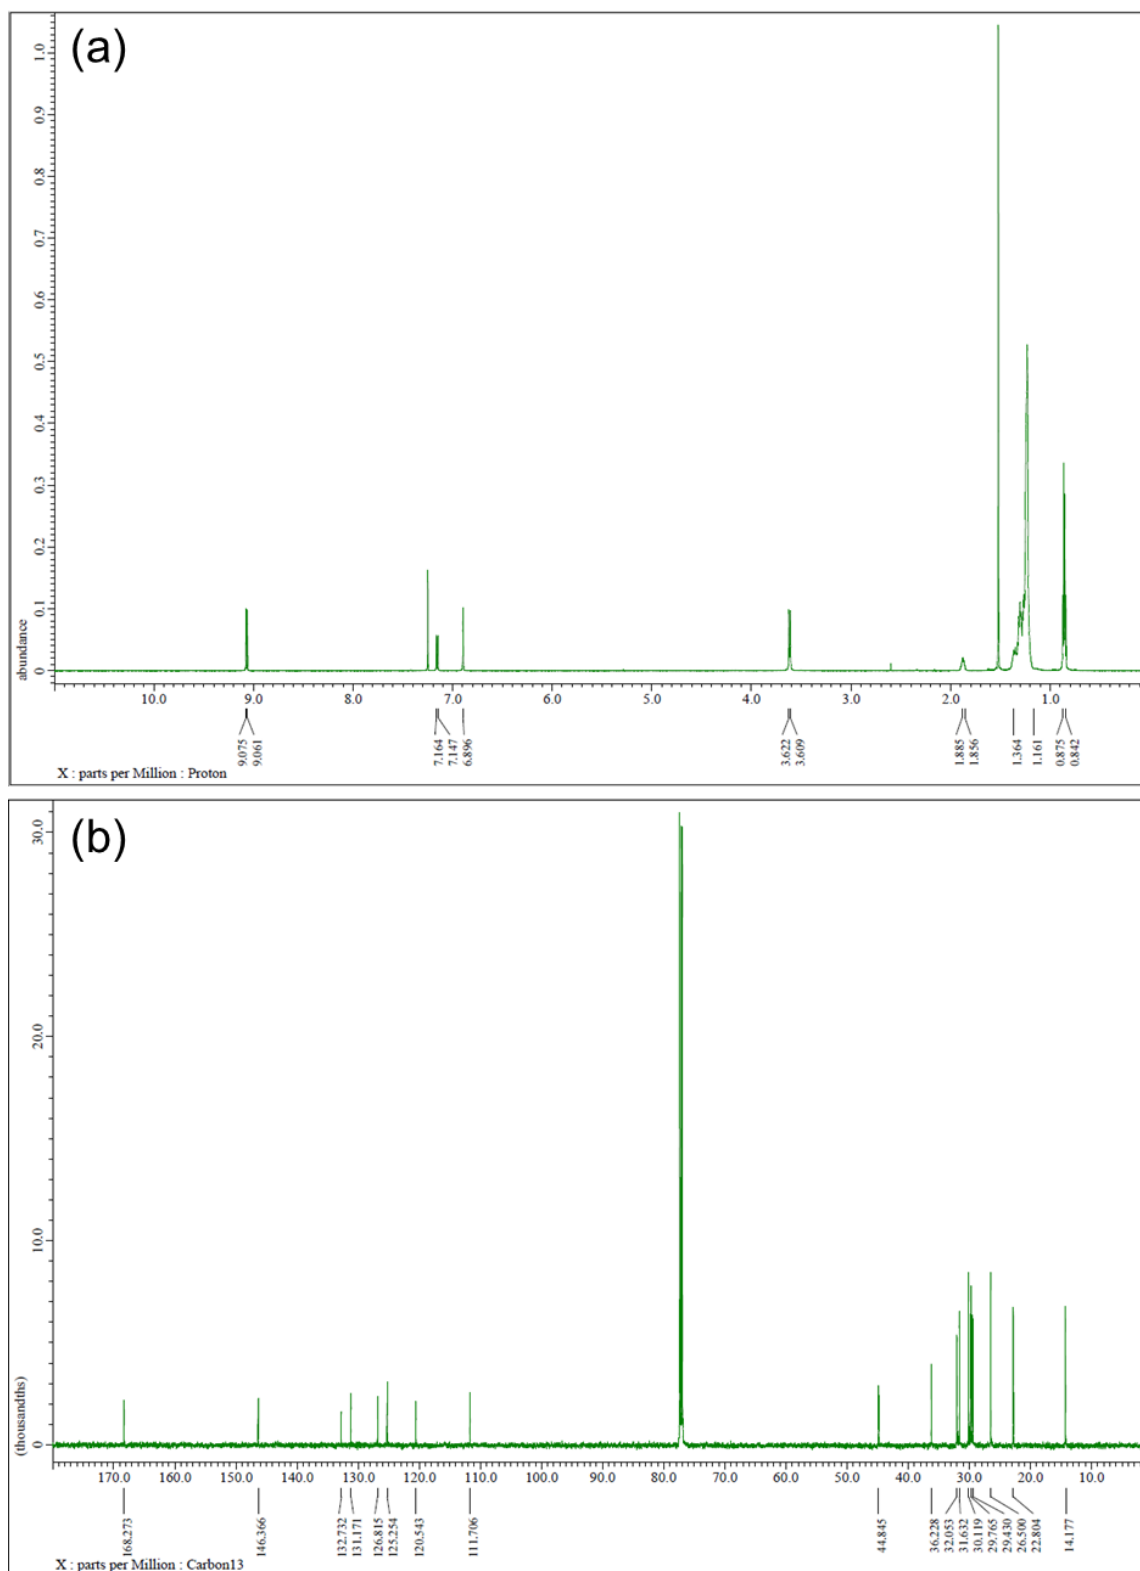 (a)
abundance
0 0.1 0.2 0.3 0.4 0.5 0.6 0.7 0.8 0.9 1.0
10.0 9.0 8.0 7.0 6.0 5.0 4.0 3.0 2.0 1.0
9.075 9.061 7.164 7.147 6.896 3.622 3.609 1.885 1.856 1.364 1.161 0.875 0.842
X : parts per Million : Proton
(b)
(thousandths)
0 10.0 20.0 30.0
170.0 160.0 150.0 140.0 130.0 120.0 110.0 100.0 90.0 80.0 70.0 60.0 50.0 40.0 30.0 20.0 10.0
168.273 146.366 132.732 131.171 126.815 125.254 120.543 111.706 44.845 36.228 32.053 31.632 30.119 29.765 29.430 26.500 22.804 14.177
X : parts per Million : Carbon13